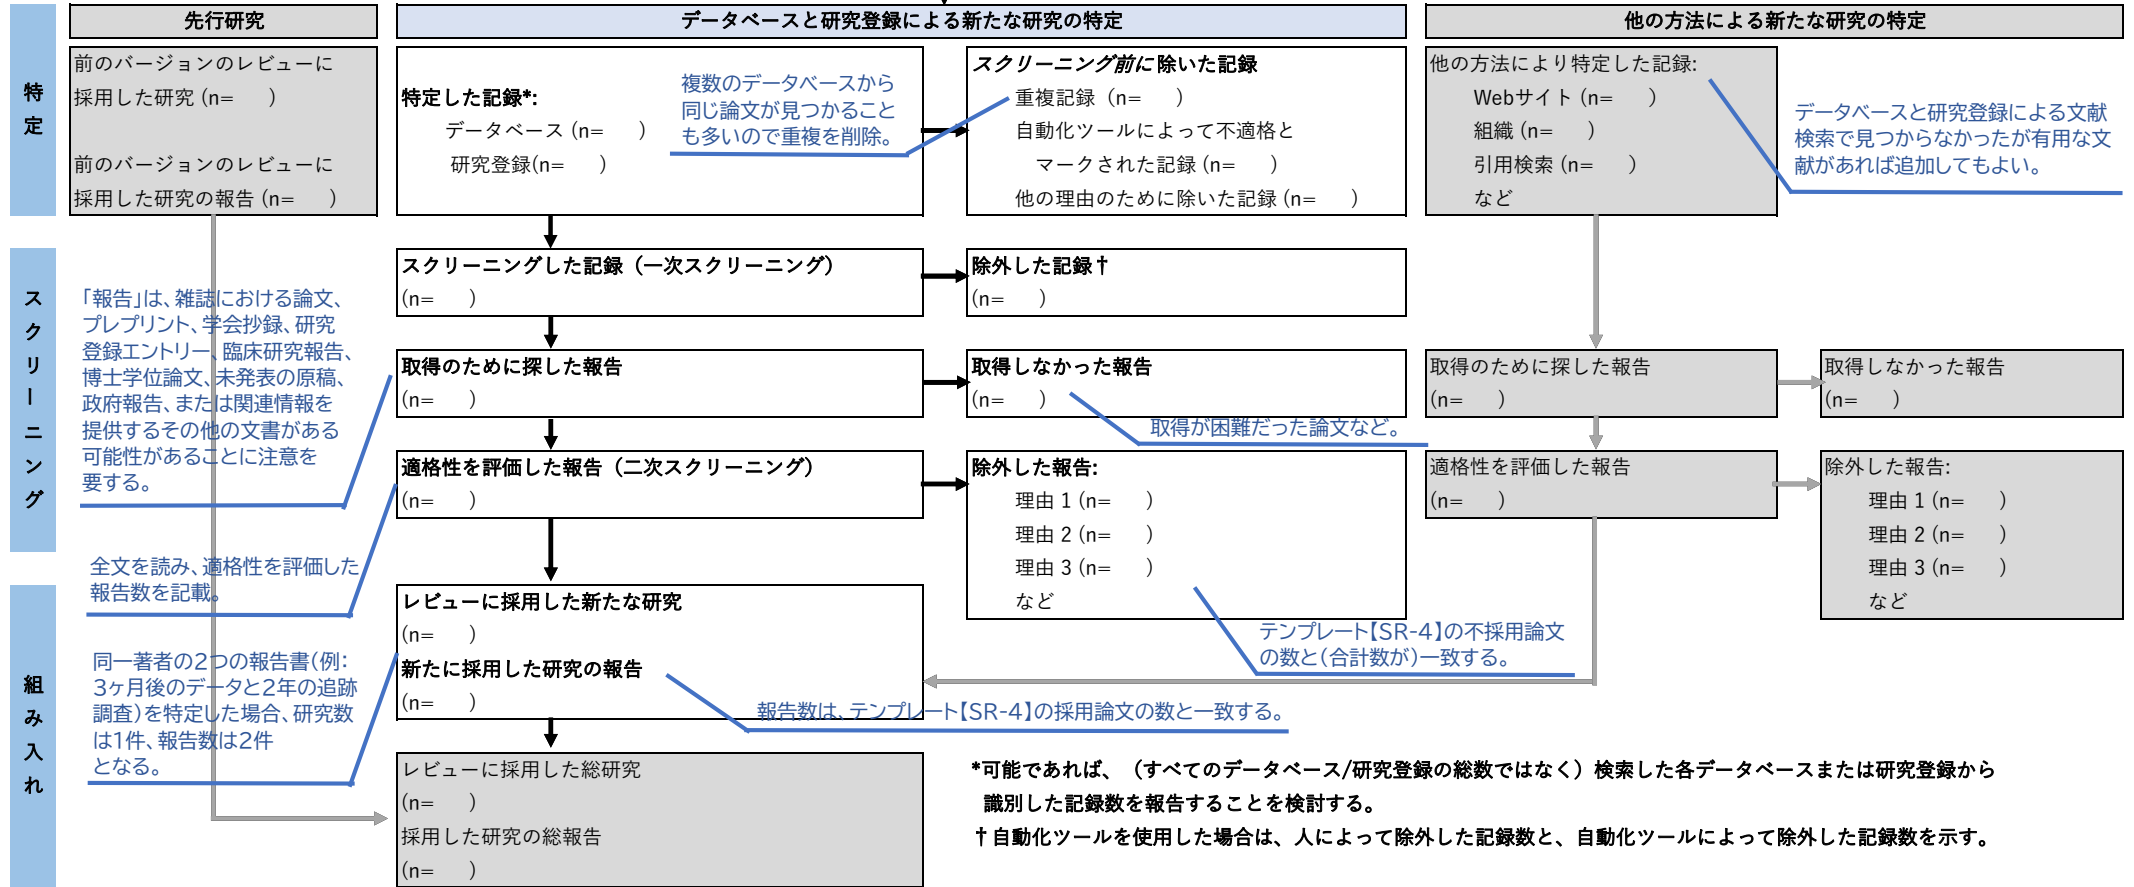 先行研究
データベースと研究登録による新たな研究の特定
他の方法による新たな研究の特定
特定
前のバージョンのレビューに
採用した研究 (n=　　)
前のバージョンのレビューに
採用した研究の報告 (n=　　)
特定した記録*:
データベース (n=　　)
研究登録(n=　　)
複数のデータベースから
同じ論文が見つかること
も多いので重複を削除。
スクリーニング前に除いた記録
重複記録（n=　　)
自動化ツールによって不適格と
マークされた記録 (n=　　)
他の理由のために除いた記録 (n=　　)
他の方法により特定した記録:
Webサイト (n=　　)
組織 (n=　　)
引用検索 (n=　　)
など
データベースと研究登録による文献
検索で見つからなかったが有用な文
献があれば追加してもよい。
スクリーニング
「報告」は、雑誌における論文、
プレプリント、学会抄録、研究
登録エントリー、臨床研究報告、
博士学位論文、未発表の原稿、
政府報告、または関連情報を
提供するその他の文書がある
可能性があることに注意を
要する。
スクリーニングした記録（一次スクリーニング）
(n=　　)
除外した記録†
(n=　　)
取得のために探した報告
(n=　　)
取得しなかった報告
(n=　　)
取得が困難だった論文など。
取得のために探した報告
(n=　　)
取得しなかった報告
(n=　　)
適格性を評価した報告（二次スクリーニング）
(n=　　)
除外した報告:
理由 1 (n=　　)
理由 2 (n=　　)
理由 3 (n=　　)
など
適格性を評価した報告
(n=　　)
除外した報告:
理由 1 (n=　　)
理由 2 (n=　　)
理由 3 (n=　　)
など
全文を読み、適格性を評価した
報告数を記載。
テンプレート【SR-4】の不採用論文
の数と(合計数が)一致する。
組み入れ
レビューに採用した新たな研究
(n=　　)
新たに採用した研究の報告
(n=　　)
同一著者の2つの報告書(例：
3ヶ月後のデータと2年の追跡
調査)を特定した場合、研究数
は1件、報告数は2件
となる。
報告数は、テンプレート【SR-4】の採用論文の数と一致する。
レビューに採用した総研究
(n=　　)
採用した研究の総報告
(n=　　)
*可能であれば、（すべてのデータベース/研究登録の総数ではなく）検索した各データベースまたは研究登録から
識別した記録数を報告することを検討する。
†自動化ツールを使用した場合は、人によって除外した記録数と、自動化ツールによって除外した記録数を示す。